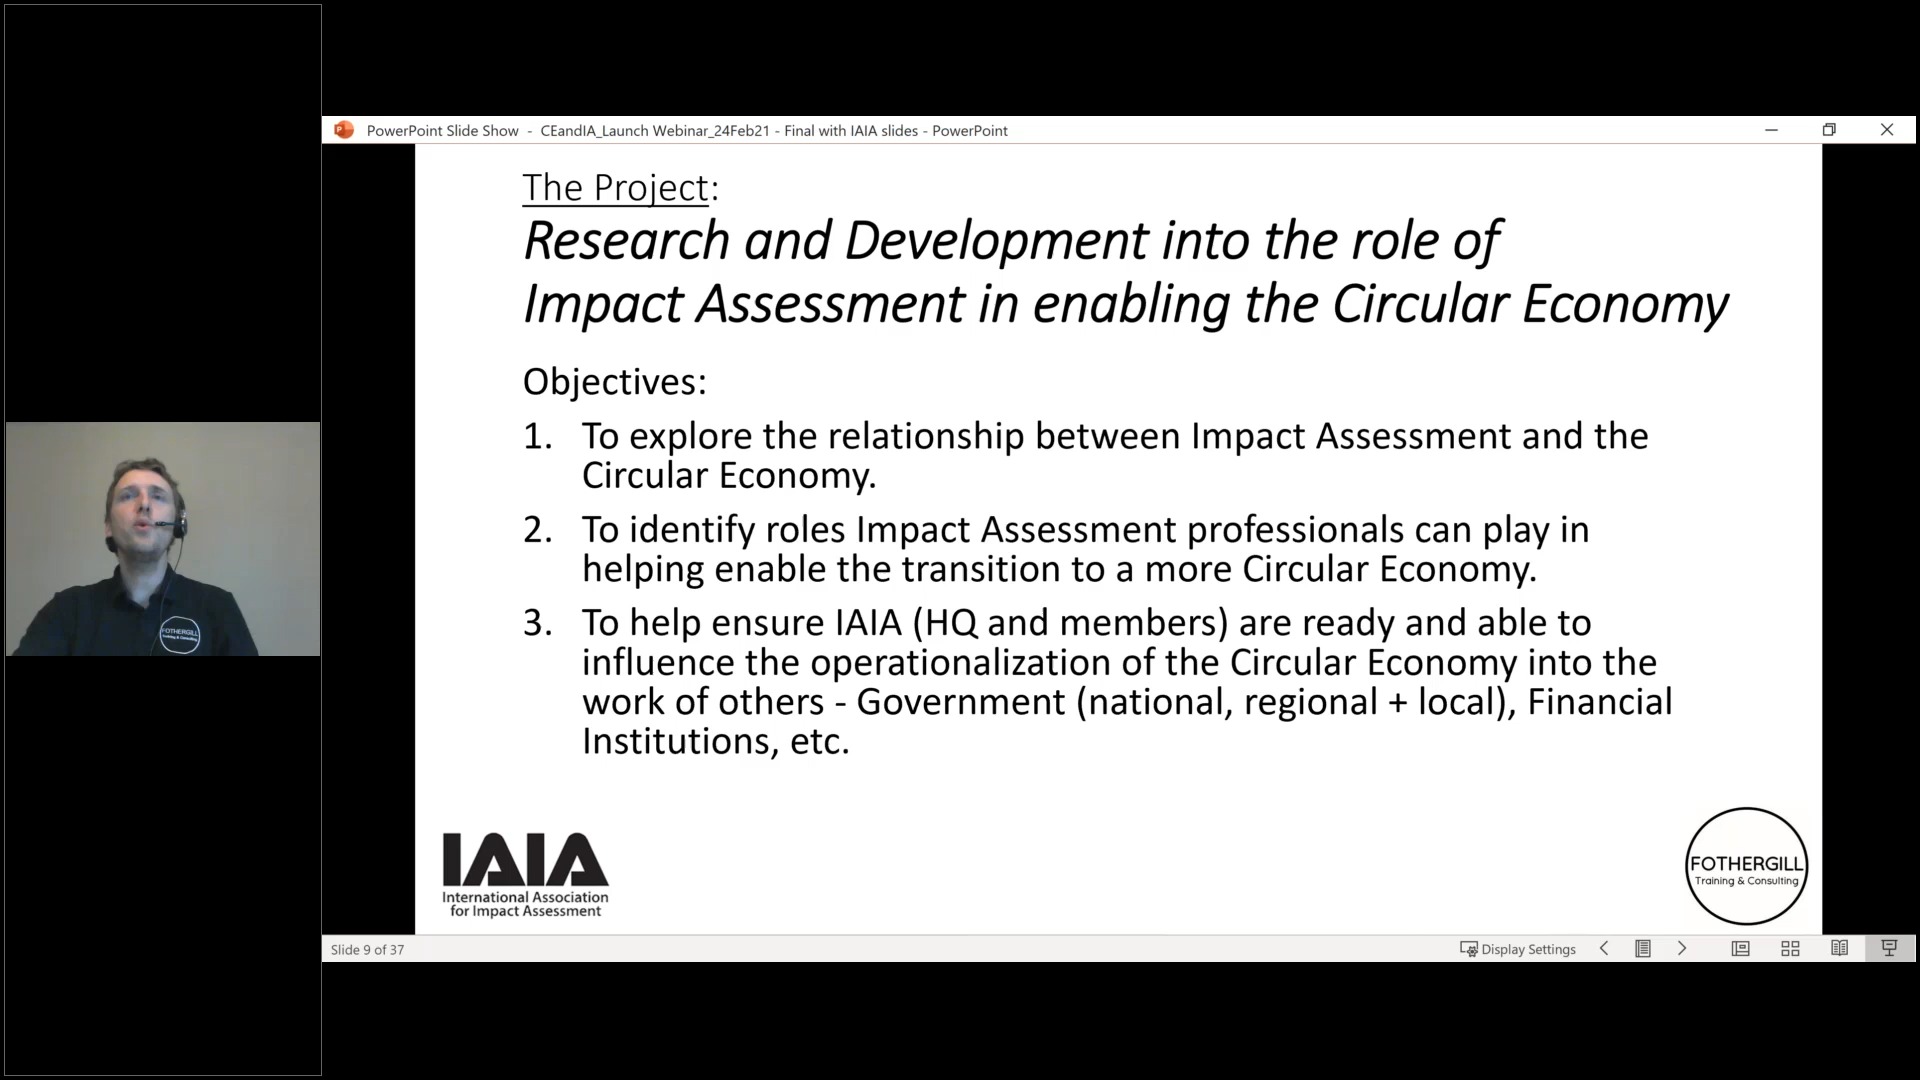 PowerPoint Slide Show - CEandIA_Launch Webinar_24Feb21 - Final with IAIA slides - PowerPoint
The Project:
Research and Development into the role of
Impact Assessment in enabling the Circular Economy
Objectives:
1. To explore the relationship between Impact Assessment and the
Circular Economy.
2. To identify roles Impact Assessment professionals can play in
helping enable the transition to a more Circular Economy.
3. To help ensure IAIA (HQ and members) are ready and able to
influence the operationalization of the Circular Economy into the
work of others - Government (national, regional + local), Financial
Institutions, etc.
IAIA
International Association
for Impact Assessment
FOTHERGILL
Training & Consulting
FOTHERGILL
Training & Consulting
Slide 9 of 37
Display Settings